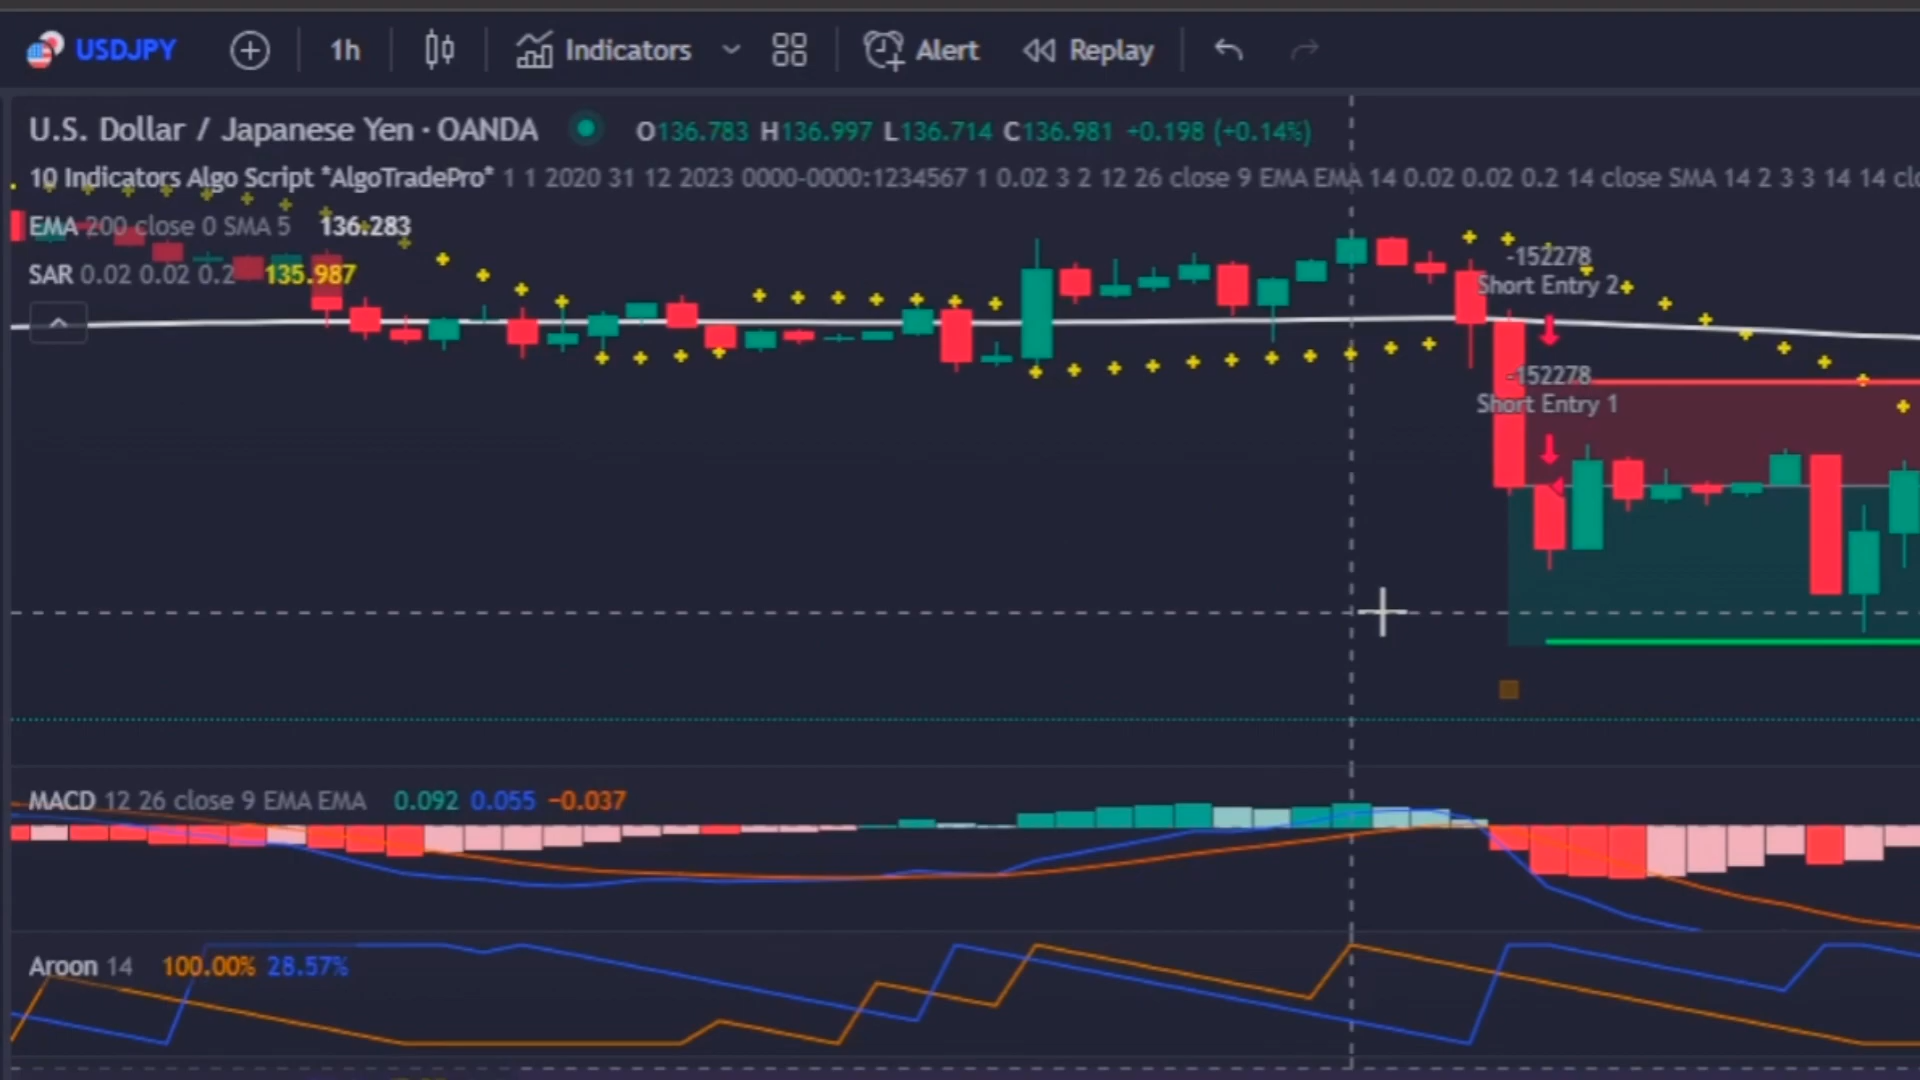 USDJPY 1h Indicators Alert Replay
U.S. Dollar / Japanese Yen · OANDA O136.783 H136.997 L136.714 C136.981 +0.198 (+0.14%)
10 Indicators Algo Script *AlgoTradePro* 1 1 2020 31 12 2023 0000-0000:1234567 1 0.02 3 2 12 26 close 9 EMA EMA 14 0.02 0.02 0.2 14 close SMA 14 2 3 3 14 14 clo
EMA 200 close 0 SMA 5 136.283
SAR 0.02 0.02 0.2 135.987
-152278
Short Entry 2
-152278
Short Entry 1
MACD 12 26 close 9 EMA EMA 0.092 0.055 −0.037
Aroon 14 100.00% 28.57%